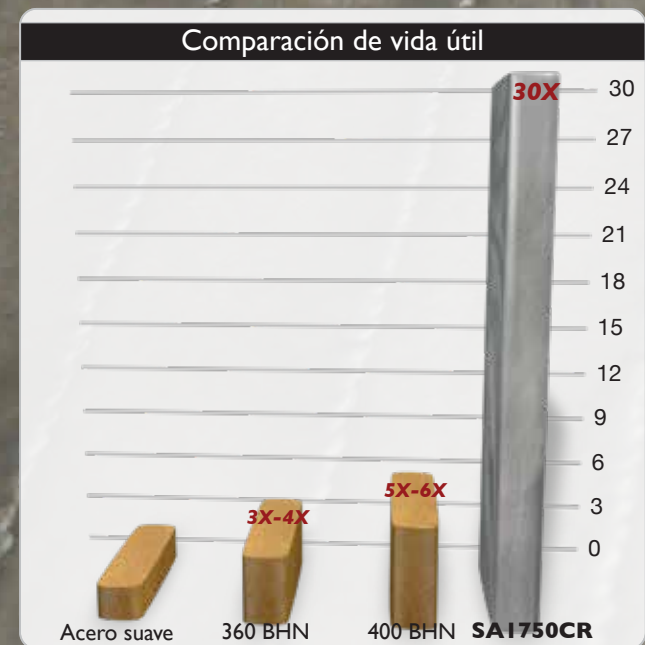 Comparación de vida útil
30X
30
27
24
21
18
15
12
9
6
5X-6X
3X-4X
3
0
Acero suave 360 BHN 400 BHN SA1750CR